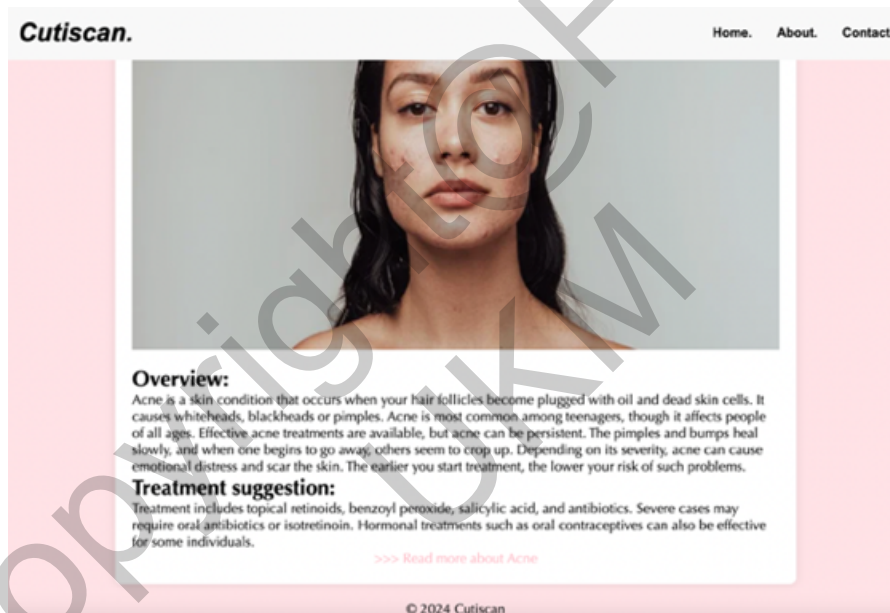 Cutiscan.
Home. About. Contact
Overview:
Acne is a skin condition that occurs when your hair follicles become plugged with oil and dead skin cells. It
causes whiteheads, blackheads or pimples. Acne is most common among teenagers, though it affects people
of all ages. Effective acne treatments are available, but acne can be persistent. The pimples and bumps heal
slowly, and when one begins to go away, others seem to crop up. Depending on its severity, acne can cause
emotional distress and scar the skin. The earlier you start treatment, the lower your risk of such problems.
Treatment suggestion:
Treatment includes topical retinoids, benzoyl peroxide, salicylic acid, and antibiotics. Severe cases may
require oral antibiotics or isotretinoin. Hormonal treatments such as oral contraceptives can also be effective
for some individuals.
>>> Read more about Acne
© 2024 Cutiscan
opyright@F
UKM